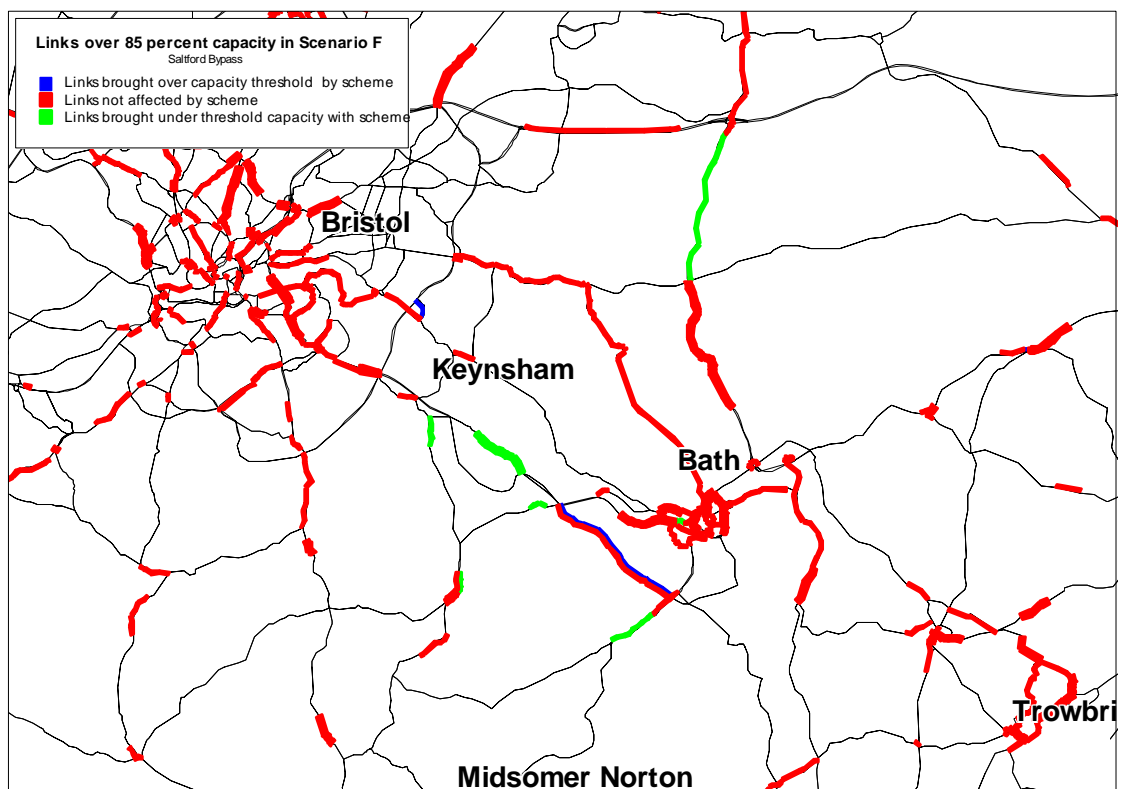 Links over 85 percent capacity in Scenario F
Saltford Bypass
Links brought over capacity threshold by scheme
Links not affected by scheme
Links brought under threshold capacity with scheme
Bristol
Keynsham
Bath
Trowbri
Midsomer Norton